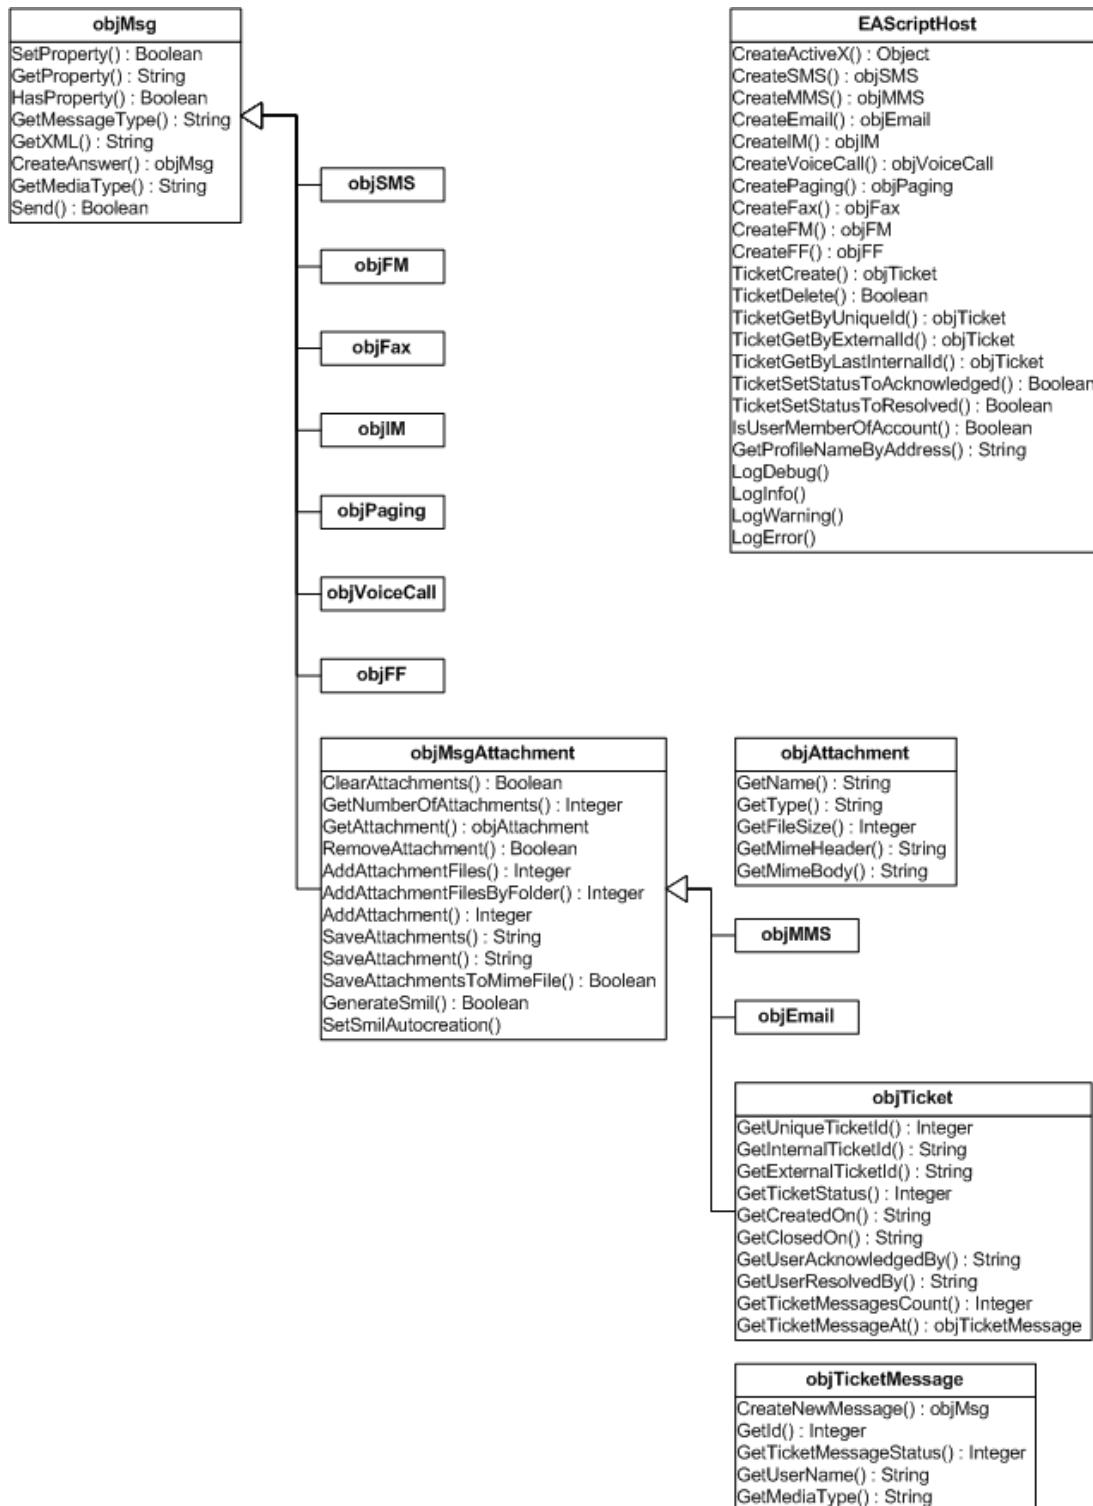 objMsg
SetProperty() : Boolean
GetProperty() : String
HasProperty() : Boolean
GetMessageType() : String
GetXML() : String
CreateAnswer() : objMsg
GetMediaType() : String
Send() : Boolean
EAScriptHost
CreateActiveX() : Object
CreateSMS() : objSMS
CreateMMS() : objMMS
CreateEmail() : objEmail
CreateIM() : objIM
CreateVoiceCall() : objVoiceCall
CreatePaging() : objPaging
CreateFax() : objFax
CreateFM() : objFM
CreateFF() : objFF
TicketCreate() : objTicket
TicketDelete() : Boolean
TicketGetByUniqueId() : objTicket
TicketGetByExternalId() : objTicket
TicketGetByLastInternalId() : objTicket
TicketSetStatusToAcknowledged() : Boolean
TicketSetStatusToResolved() : Boolean
IsUserMemberOfAccount() : Boolean
GetProfileNameByAddress() : String
LogDebug()
LogInfo()
LogWarning()
LogError()
objSMS
objFM
objFax
objIM
objPaging
objVoiceCall
objFF
objMsgAttachment
ClearAttachments() : Boolean
GetNumberOfAttachments() : Integer
GetAttachment() : objAttachment
RemoveAttachment() : Boolean
AddAttachmentFiles() : Integer
AddAttachmentFilesByFolder() : Integer
AddAttachment() : Integer
SaveAttachments() : String
SaveAttachment() : String
SaveAttachmentsToMimeFile() : Boolean
GenerateSmil() : Boolean
SetSmilAutocreation()
objAttachment
GetName() : String
GetType() : String
GetFileSize() : Integer
GetMimeHeader() : String
GetMimeBody() : String
objMMS
objEmail
objTicket
GetUniqueTicketId() : Integer
GetInternalTicketId() : String
GetExternalTicketId() : String
GetTicketStatus() : Integer
GetCreatedOn() : String
GetClosedOn() : String
GetUserAcknowledgedBy() : String
GetUserResolvedBy() : String
GetTicketMessagesCount() : Integer
GetTicketMessageAt() : objTicketMessage
objTicketMessage
CreateNewMessage() : objMsg
GetId() : Integer
GetTicketMessageStatus() : Integer
GetUserName() : String
GetMediaType() : String